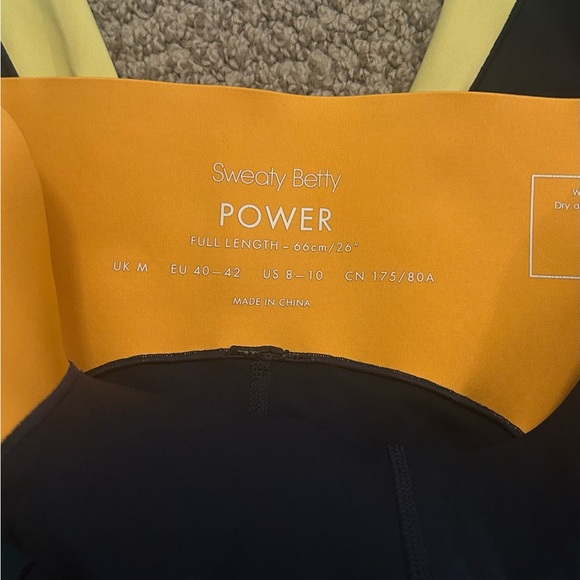 Sweaty Betty
POWER
FULL LENGTH – 66cm/26"
UK M EU 40–42 US 8–10 CN 175/80A
MADE IN CHINA
W
Dry a